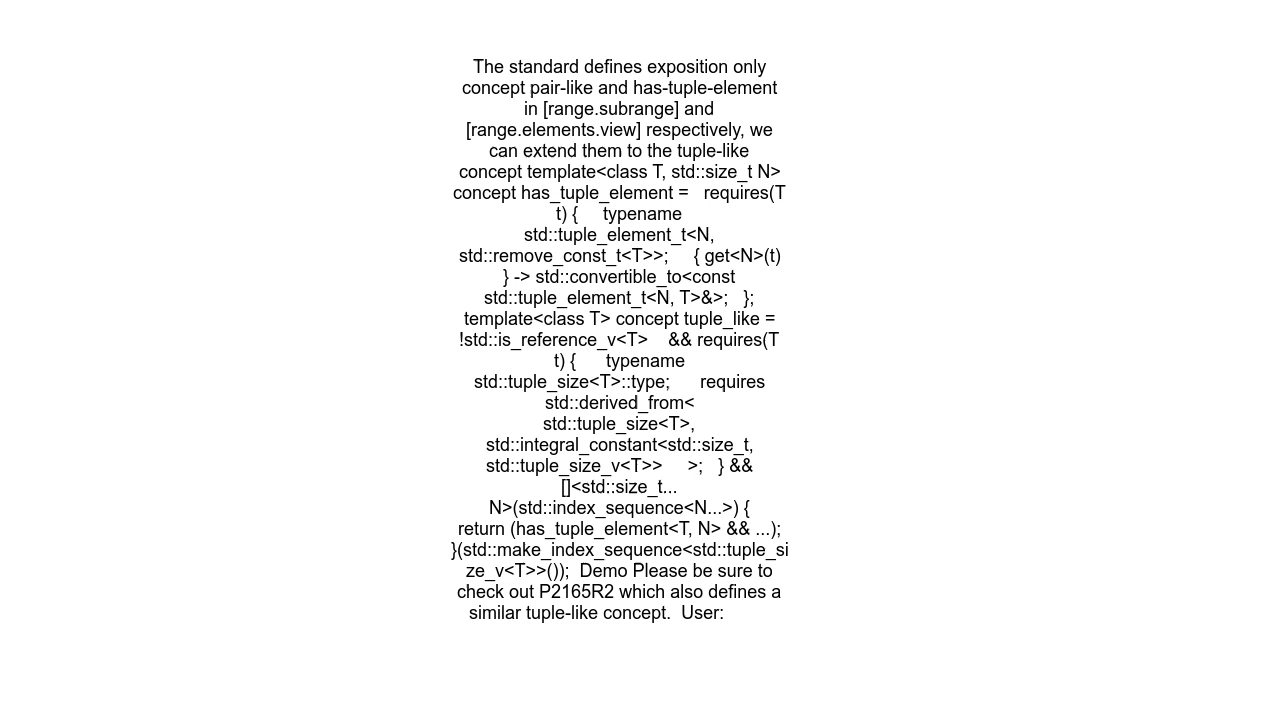 The standard defines exposition only
concept pair-like and has-tuple-element
in [range.subrange] and
[range.elements.view] respectively, we
can extend them to the tuple-like
concept template<class T, std::size_t N>
concept has_tuple_element =   requires(T
t) {     typename
std::tuple_element_t<N,
std::remove_const_t<T>>;     { get<N>(t)
} -> std::convertible_to<const
std::tuple_element_t<N, T>&>;   };
template<class T> concept tuple_like =
!std::is_reference_v<T>    && requires(T
t) {      typename
std::tuple_size<T>::type;      requires
std::derived_from<
std::tuple_size<T>,
std::integral_constant<std::size_t,
std::tuple_size_v<T>>     >;   } &&
[]<std::size_t...
N>(std::index_sequence<N...>) {
return (has_tuple_element<T, N> && ...);
}(std::make_index_sequence<std::tuple_si
ze_v<T>>());  Demo Please be sure to
check out P2165R2 which also defines a
similar tuple-like concept.  User: